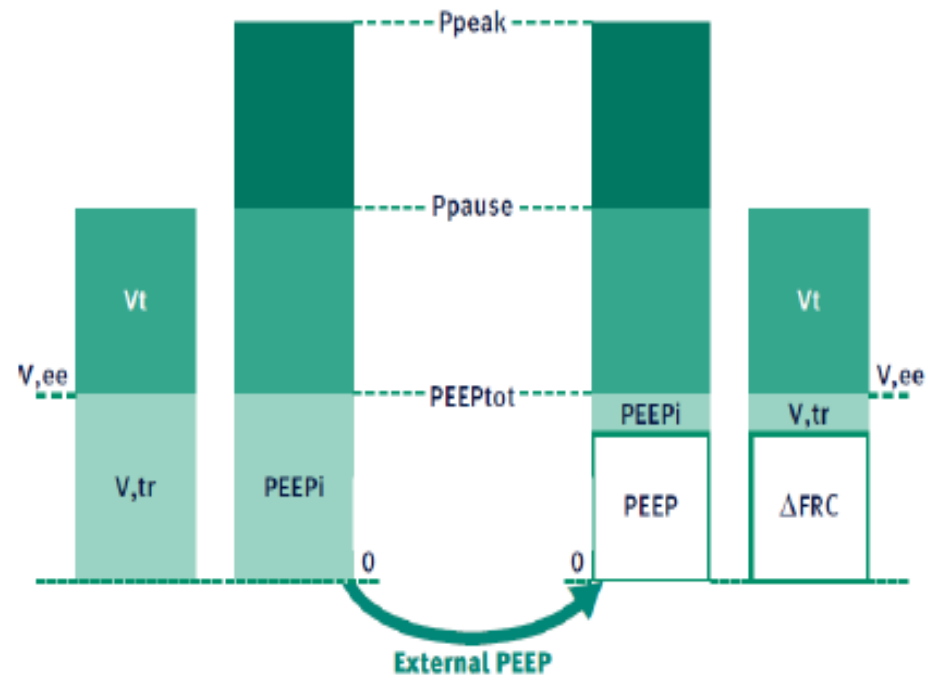 Ppeak
Ppause
Vt
Vt
V,ee
V,ee
PEEPtot
PEEPi
V,tr
V,tr
PEEPi
PEEP
ΔFRC
0
0
External PEEP